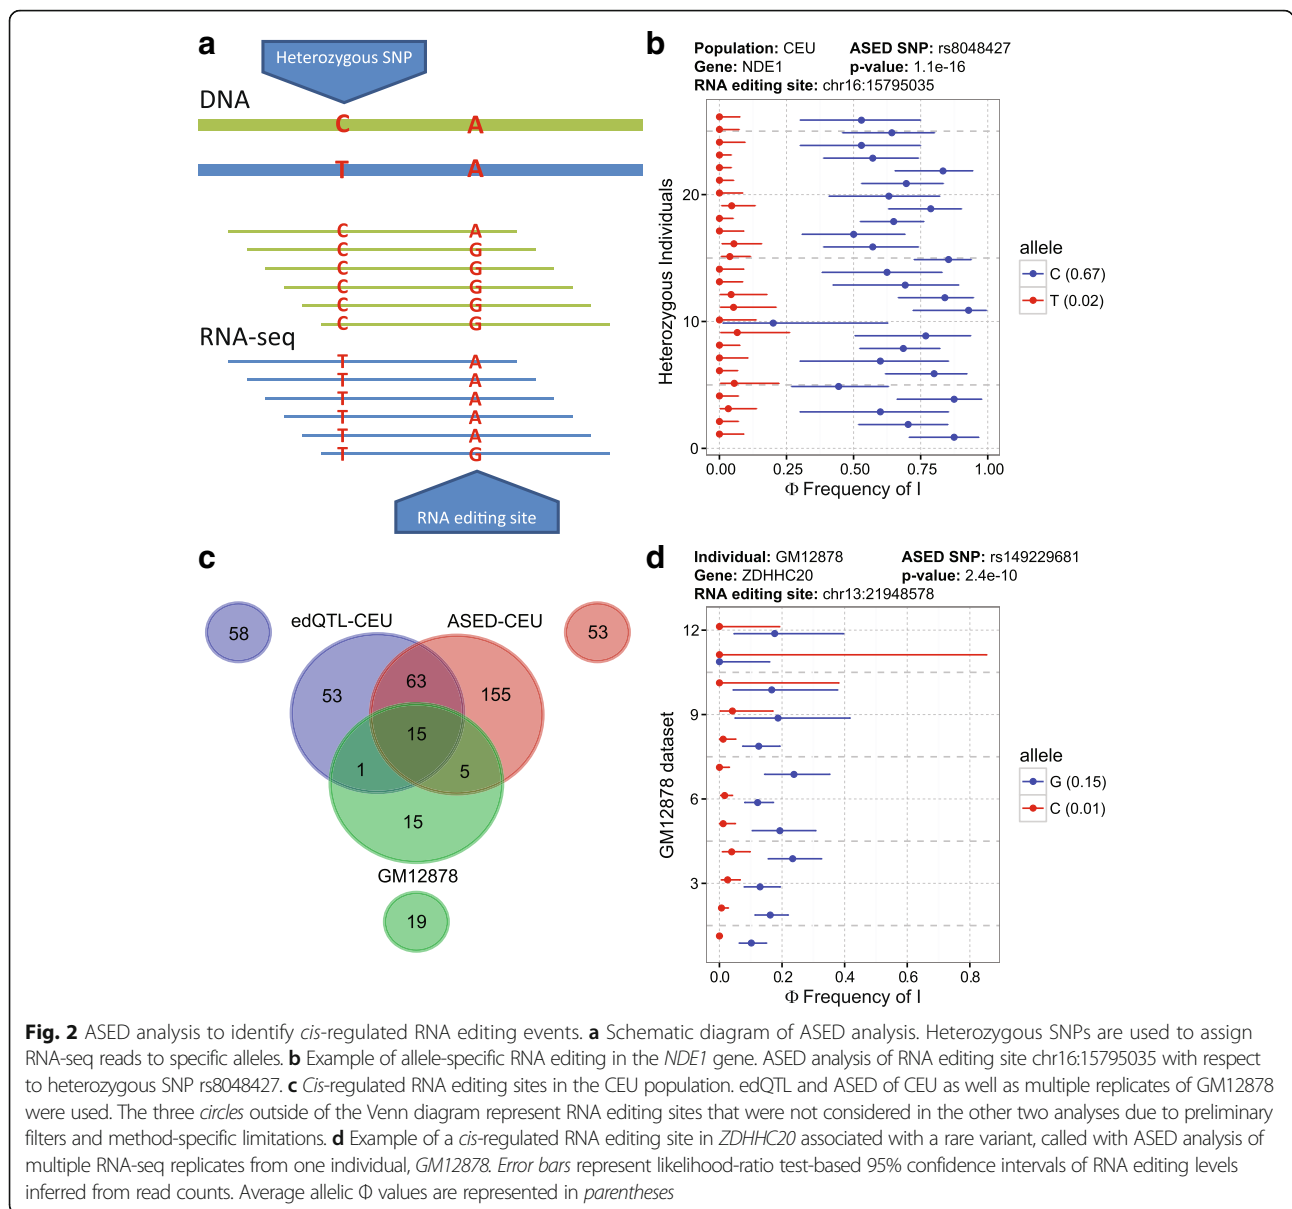 a
Heterozygous SNP
DNA
C A
T A
C A
C G
C G
C G
C G
C G
RNA-seq
T A
T A
T A
T A
T A
T G
RNA editing site
b
Population: CEU ASED SNP: rs8048427
Gene: NDE1 p-value: 1.1e-16
RNA editing site: chr16:15795035
Heterozygous Individuals
20
10
0
0.00 0.25 0.50 0.75 1.00
Φ Frequency of I
allele
C (0.67)
T (0.02)
c
58
edQTL-CEU
ASED-CEU
53
53
63
155
15
1
5
15
GM12878
19
d
Individual: GM12878 ASED SNP: rs149229681
Gene: ZDHHC20 p-value: 2.4e-10
RNA editing site: chr13:21948578
GM12878 dataset
12
9
6
3
0.0 0.2 0.4 0.6 0.8
Φ Frequency of I
allele
G (0.15)
C (0.01)
Fig. 2 ASED analysis to identify cis-regulated RNA editing events. a Schematic diagram of ASED analysis. Heterozygous SNPs are used to assign
RNA-seq reads to specific alleles. b Example of allele-specific RNA editing in the NDE1 gene. ASED analysis of RNA editing site chr16:15795035 with respect
to heterozygous SNP rs8048427. c Cis-regulated RNA editing sites in the CEU population. edQTL and ASED of CEU as well as multiple replicates of GM12878
were used. The three circles outside of the Venn diagram represent RNA editing sites that were not considered in the other two analyses due to preliminary
filters and method-specific limitations. d Example of a cis-regulated RNA editing site in ZDHHC20 associated with a rare variant, called with ASED analysis of
multiple RNA-seq replicates from one individual, GM12878. Error bars represent likelihood-ratio test-based 95% confidence intervals of RNA editing levels
inferred from read counts. Average allelic Φ values are represented in parentheses